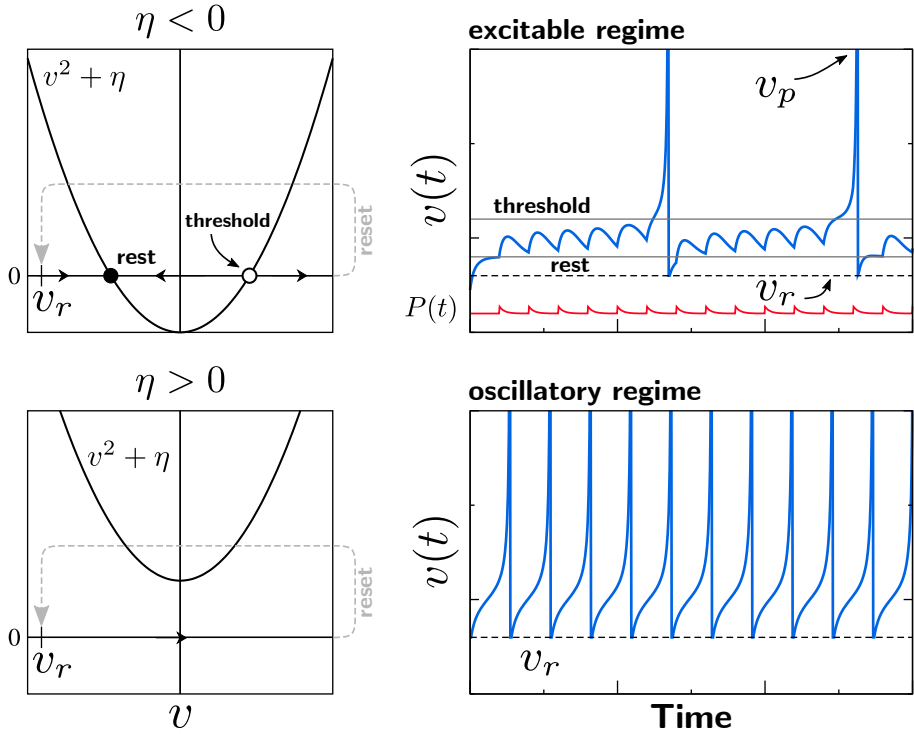 η < 0
v² + η
threshold
rest
reset
0
v_r
excitable regime
v_p
v(t)
threshold
rest
v_r
P(t)
η > 0
v² + η
reset
0
v_r
v
oscillatory regime
v(t)
v_r
Time